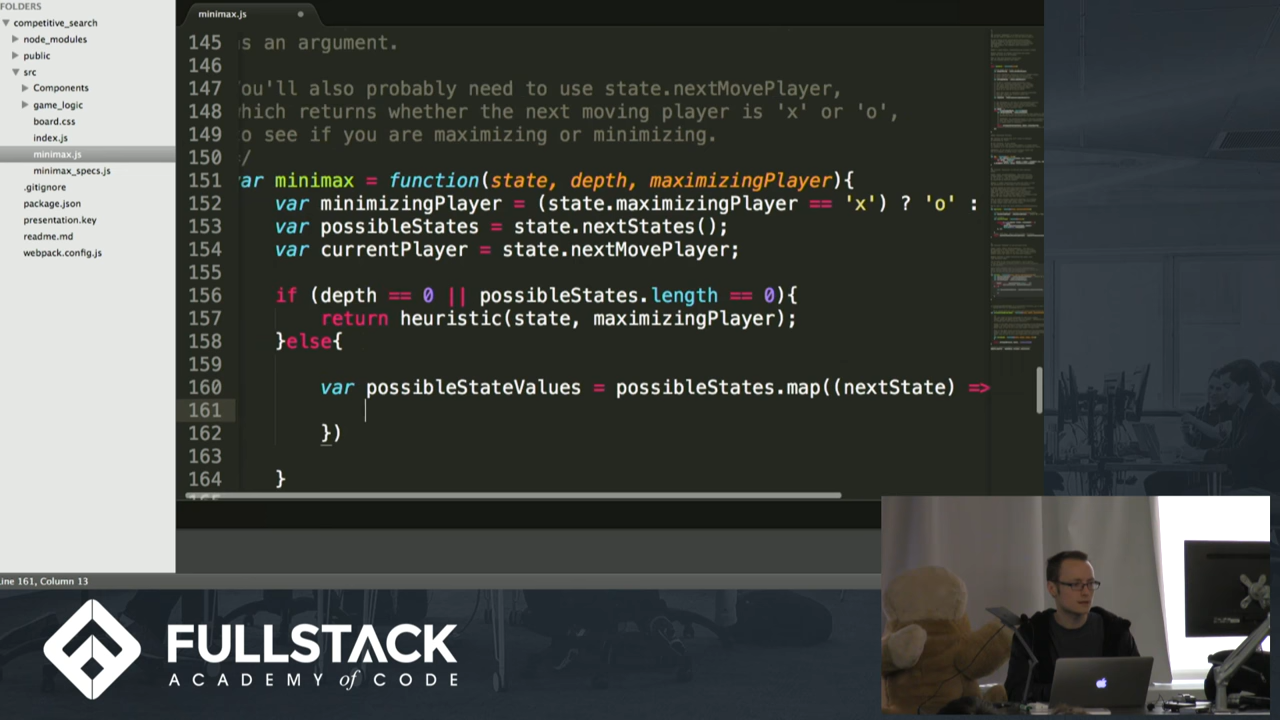 FOLDERS
competitive_search
node_modules
public
src
Components
game_logic
board.css
index.js
minimax.js
minimax_specs.js
.gitignore
package.json
presentation.key
readme.md
webpack.config.js
minimax.js
145 s an argument.
146
147 ou'll also probably need to use state.nextMovePlayer,
148 hich returns whether the next moving player is 'x' or 'o',
149 o see if you are maximizing or minimizing.
150 */
151 var minimax = function(state, depth, maximizingPlayer){
152 var minimizingPlayer = (state.maximizingPlayer == 'x') ? 'o' :
153 var possibleStates = state.nextStates();
154 var currentPlayer = state.nextMovePlayer;
155
156 if (depth == 0 || possibleStates.length == 0){
157 return heuristic(state, maximizingPlayer);
158 }else{
159
160 var possibleStateValues = possibleStates.map((nextState) =>
161
162 })
163
164 }
ine 161, Column 13
FULLSTACK
ACADEMY of CODE